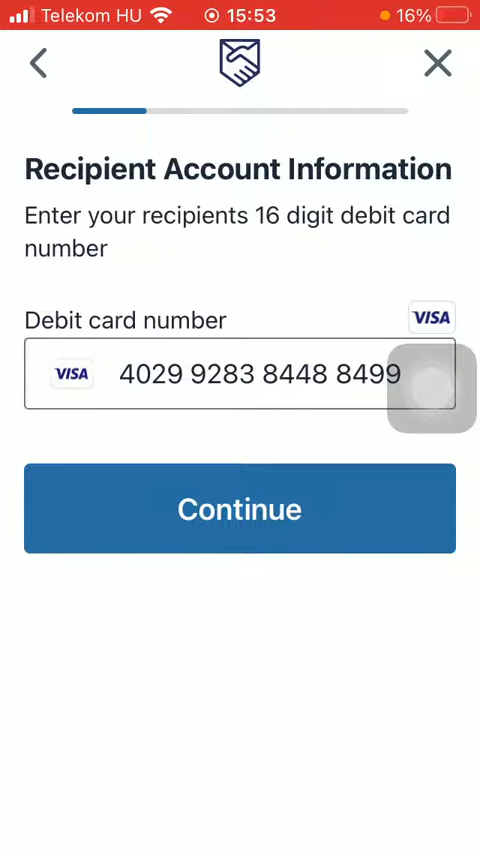 Telekom HU 15:53 16%
Recipient Account Information
Enter your recipients 16 digit debit card
number
Debit card number VISA
VISA 4029 9283 8448 8499
Continue